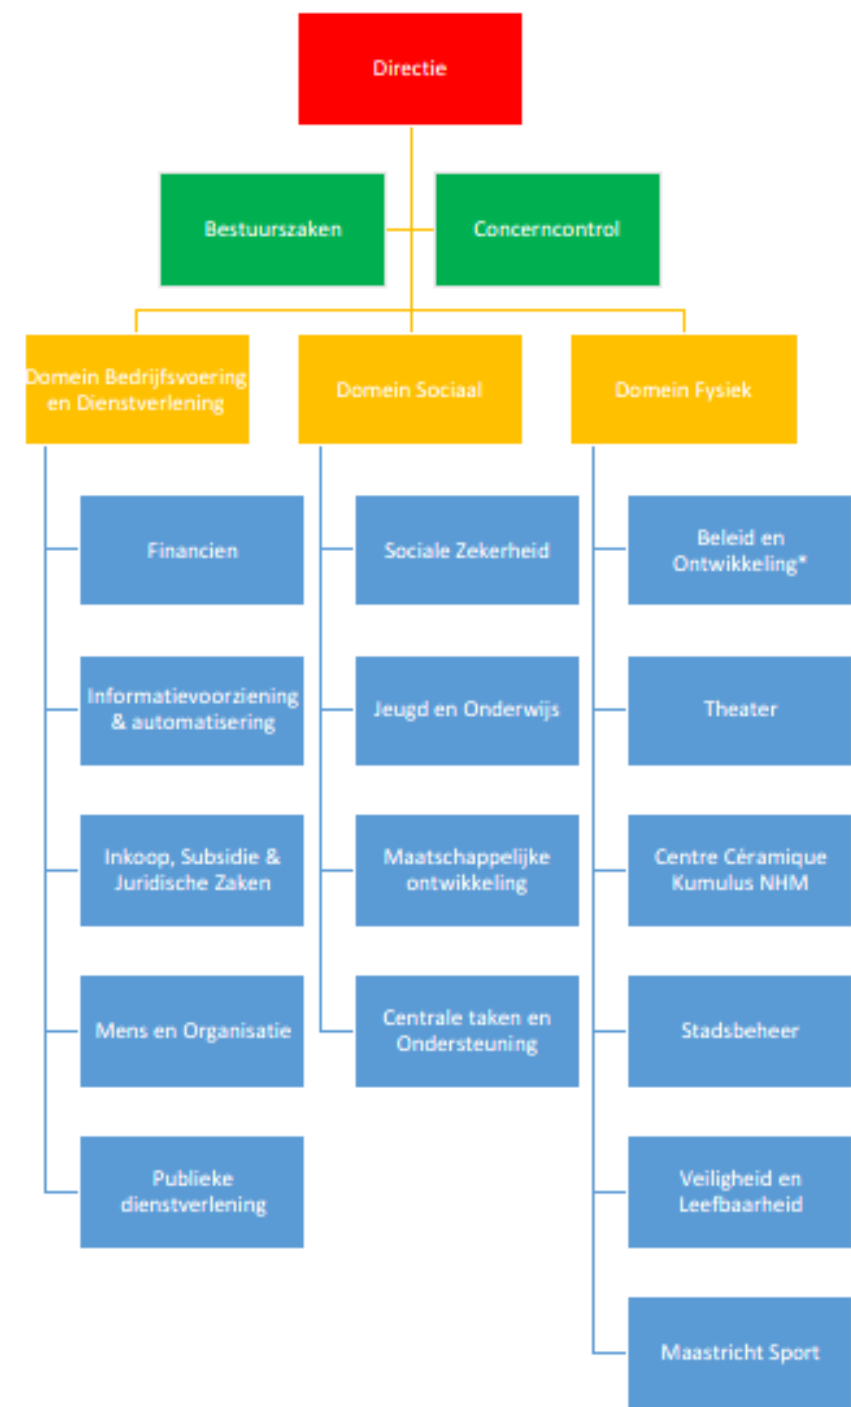 Directie
Bestuurszaken
Concerncontrol
Domein Bedrijfsvoering
en Dienstverlening
Domein Sociaal
Domein Fysiek
Financien
Informatievoorziening
& automatisering
Inkoop, Subsidie &
Juridische Zaken
Mens en Organisatie
Publieke
dienstverlening
Sociale Zekerheid
Jeugd en Onderwijs
Maatschappelijke
ontwikkeling
Centrale taken en
Ondersteuning
Beleid en
Ontwikkeling*
Theater
Centre Céramique
Kumulus NHM
Stadsbeheer
Veiligheid en
Leefbaarheid
Maastricht Sport